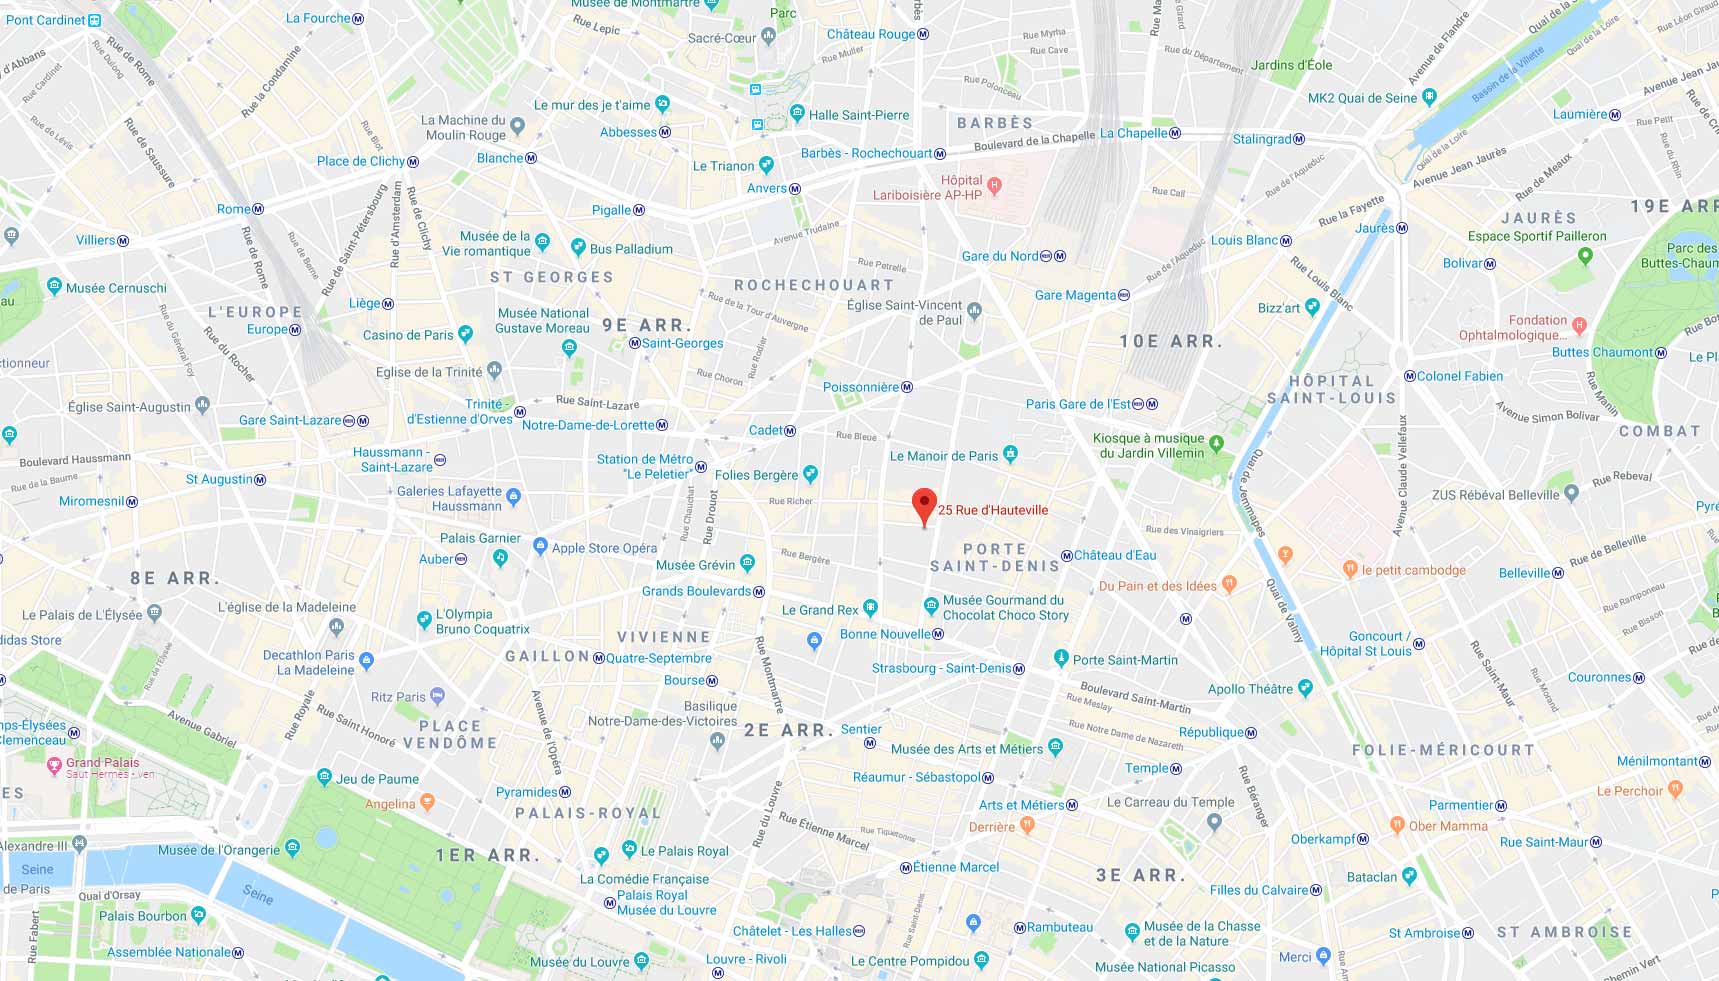 Pont Cardinet
La Fourche
Musée de Montmartre
Parc
Sacré-Cœur
Château Rouge
Rue Myrha
Rue Cave
Rue Lepic
Rue Muller
Rue Polonceau
Rue du Département
Jardins d'Éole
Avenue de Flandre
Quai de la Loire
Bassin de la Villette
Rue Léon Giraud
Rue de Rome
Rue Dulong
Rue Cardinet
Rue la Condamine
Rue de Lévis
Rue de Saussure
Rue Biot
Le mur des je t'aime
La Machine du
Moulin Rouge
Abbesses
Halle Saint-Pierre
BARBÈS
Boulevard de la Chapelle
La Chapelle
Stalingrad
MK2 Quai de Seine
Laumière
Rue Petit
Avenue Jean Jaurès
Quai de la Loire
Avenue Jean Jaurès
Rue de Meaux
Rue du Rhin
Place de Clichy
Blanche
Le Trianon
Barbès - Rochechouart
Anvers
Hôpital
Lariboisière AP-HP
Rue Cail
Rue de l'Aqueduc
Rue la Fayette
JAURÈS
19E ARR
Rome
Villiers
Rue de Saint-Pétersbourg
Rue d'Amsterdam
Rue de Clichy
Pigalle
Avenue Trudaine
Musée de la
Vie romantique
Bus Palladium
Gare du Nord
Louis Blanc
Jaurès
Espace Sportif Pailleron
Bolivar
Parc des
Buttes-Chaum
Musée Cernuschi
Rue de Rome
Rue de Berne
ST GEORGES
ROCHECHOUART
Rue Petrelle
Rue de l'Aqueduc
Rue Louis Blanc
Gare Magenta
Bizz'art
L'EUROPE
Europe
Liège
Casino de Paris
Musée National
Gustave Moreau
9E ARR.
Saint-Georges
Rue de la Tour d'Auvergne
Église Saint-Vincent
de Paul
10E ARR.
Fondation
Ophtalmologique...
Buttes Chaumont
Rue du Général Foy
Rue du Rocher
Eglise de la Trinité
Rue Choron
Rue Rodier
Poissonnière
HÔPITAL
SAINT-LOUIS
Colonel Fabien
Rue Manin
Avenue Simon Bolivar
COMBAT
Église Saint-Augustin
Gare Saint-Lazare
Trinité -
d'Estienne d'Orves
Rue Saint-Lazare
Notre-Dame-de-Lorette
Cadet
Rue Bleue
Paris Gare de l'Est
Kiosque à musique
du Jardin Villemin
Avenue Claude Vellefaux
Boulevard Haussmann
Rue de la Baume
St Augustin
Miromesnil
Haussmann -
Saint-Lazare
Galeries Lafayette
Haussmann
Station de Métro
"Le Peletier"
Folies Bergère
Le Manoir de Paris
Quai de Jemmapes
Rue Rebeval
ZUS Rébéval Belleville
Rue Richer
Rue Chauchat
Rue Drouot
25 Rue d'Hauteville
Rue des Vinaigriers
Rue de Belleville
Palais Garnier
Auber
Apple Store Opéra
Musée Grévin
Rue Bergère
PORTE
SAINT-DENIS
Château d'Eau
Du Pain et des Idées
le petit cambodge
Belleville
8E ARR.
Le Palais de L'Élysée
L'église de la Madeleine
L'Olympia
Bruno Coquatrix
Grands Boulevards
Le Grand Rex
Musée Gourmand du
Chocolat Choco Story
Quai de Valmy
Rue Ramponeau
Rue Bisson
didas Store
Rue de l'Élysée
Decathlon Paris
La Madeleine
VIVIENNE
GAILLON
Quatre-Septembre
Bonne Nouvelle
Strasbourg - Saint-Denis
Porte Saint-Martin
Goncourt /
Hôpital St Louis
Rue Saint-Maur
Rue Morand
Couronnes
Bourse
Rue Montmartre
Ritz Paris
Rue Royale
Rue Saint Honoré
Avenue Gabriel
Avenue de l'Opéra
Basilique
Notre-Dame-des-Victoires
Boulevard Saint-Martin
Rue Meslay
Rue Notre Dame de Nazareth
Apollo Théâtre
République
PLACE
VENDÔME
2E ARR.
Sentier
Musée des Arts et Métiers
Temple
FOLIE-MÉRICOURT
Ménilmontant
mps-Élysées
Clemenceau
Grand Palais
Saut Hermès - ven
Jeu de Paume
Angelina
Pyramides
Réaumur - Sébastopol
Arts et Métiers
Le Carreau du Temple
Rue Béranger
Parmentier
Le Perchoir
PALAIS-ROYAL
Rue du Louvre
Rue Étienne Marcel
Rue Tiquetonne
Derrière
Oberkampf
Ober Mamma
Rue Saint-Maur
Alexandre III
Musée de l'Orangerie
1ER ARR.
Le Palais Royal
La Comédie Française
Étienne Marcel
3E ARR.
Filles du Calvaire
Bataclan
Seine
de Paris
Quai d'Orsay
Seine
Palais Royal
Musée du Louvre
Rue Saint-Denis
Palais Bourbon
Rue Fabert
Assemblée Nationale
Châtelet - Les Halles
Rambuteau
Musée de la Chasse
et de la Nature
St Ambroise
ST AMBROISE
Musée du Louvre
Louvre - Rivoli
Le Centre Pompidou
Musée National Picasso
Merci
Chemin Vert